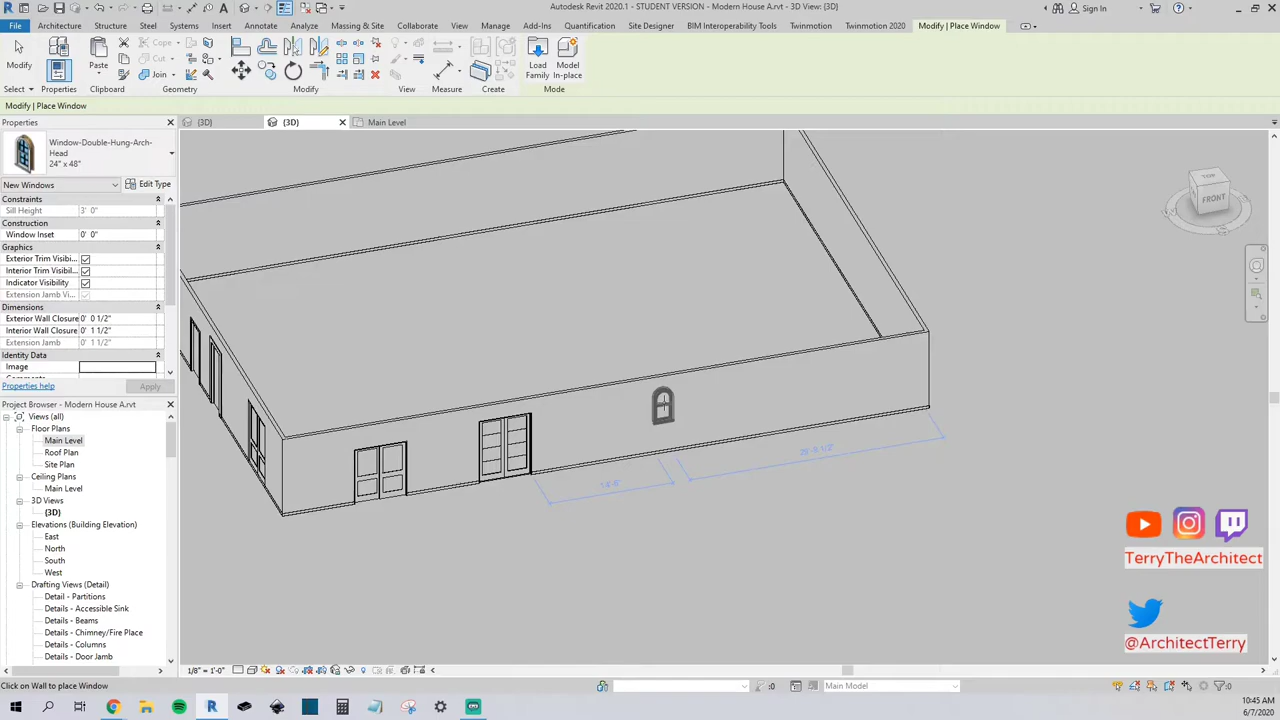 Autodesk Revit 2020.1 - STUDENT VERSION - Modern House A.rvt - 3D View: {3D}
Sign In
File Architecture Structure Steel Systems Insert Annotate Analyze Massing & Site Collaborate View Manage Add-Ins Quantification Site Designer BIM Interoperability Tools Twinmotion Twinmotion 2020 Modify | Place Window
Modify
Paste
Cope
Cut
Join
Load Family
Model In-place
Select Properties Clipboard Geometry Modify View Measure Create Mode
Modify | Place Window
Properties
{3D}
{3D}
Main Level
Window-Double-Hung-Arch-Head
24" x 48"
New Windows
Edit Type
Constraints
Sill Height 3' 0"
Construction
Window Inset 0' 0"
Graphics
Exterior Trim Visibi...
Interior Trim Visibil...
Indicator Visibility
Extension Jamb Vi...
Dimensions
Exterior Wall Closure 0' 0 1/2"
Interior Wall Closure 0' 1 1/2"
Extension Jamb 0' 1 1/2"
Identity Data
Image
Properties help
Apply
Project Browser - Modern House A.rvt
Views (all)
Floor Plans
Main Level
Roof Plan
Site Plan
Ceiling Plans
Main Level
3D Views
{3D}
Elevations (Building Elevation)
East
North
South
West
Drafting Views (Detail)
Detail - Partitions
Details - Accessible Sink
Details - Beams
Details - Chimney/Fire Place
Details - Columns
Details - Door Jamb
TOP
FRONT
TerryTheArchitect
@ArchitectTerry
1/8" = 1'-0"
Click on Wall to place Window
:0
Main Model
:0
10:45 AM
6/7/2020